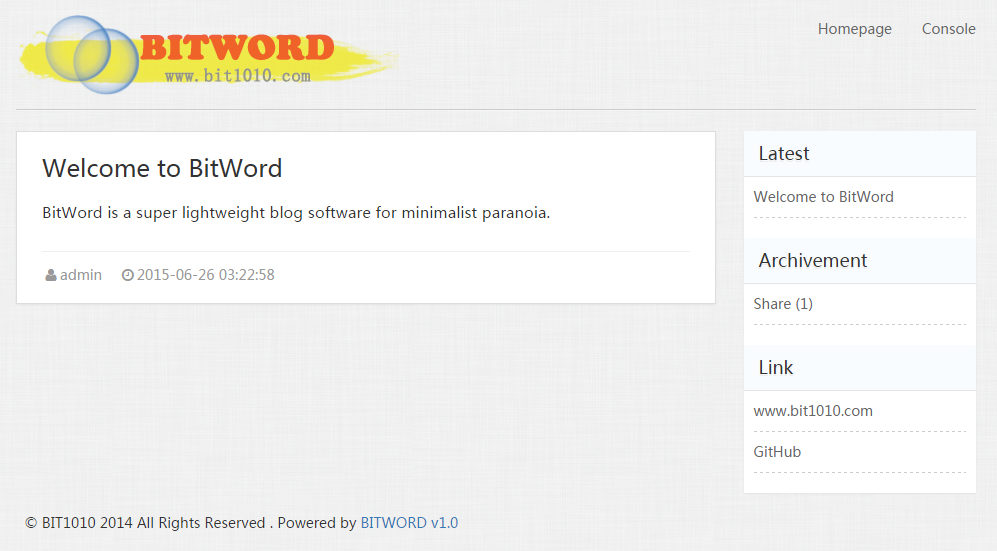 BITWORD
www.bit1010.com
Homepage Console
Welcome to BitWord
BitWord is a super lightweight blog software for minimalist paranoia.
admin 2015-06-26 03:22:58
Latest
Welcome to BitWord
Archivement
Share (1)
Link
www.bit1010.com
GitHub
© BIT1010 2014 All Rights Reserved . Powered by BITWORD v1.0